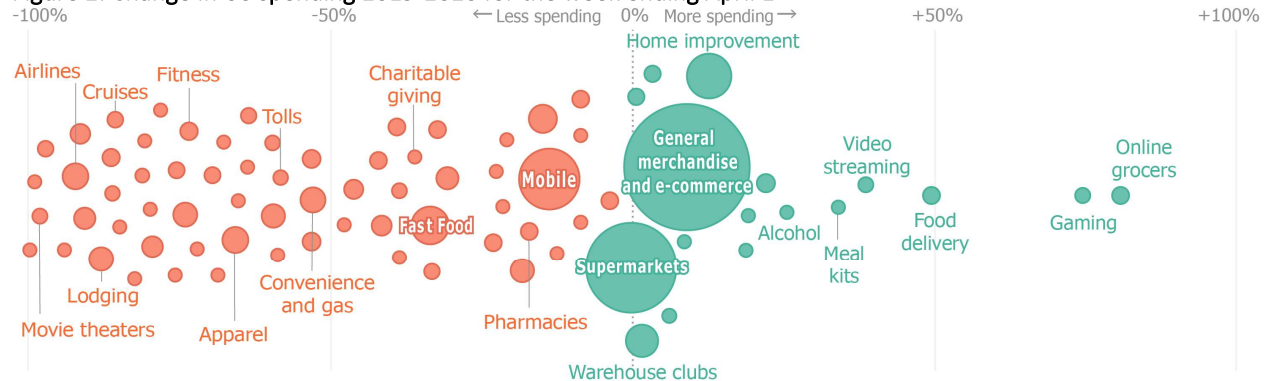 -100%
-50%
← Less spending
0%
More spending →
+50%
+100%
Home improvement
Airlines
Cruises
Fitness
Tolls
Charitable
giving
General
merchandise
and e-commerce
Mobile
Fast Food
Supermarkets
Video
streaming
Online
grocers
Alcohol
Meal
kits
Food
delivery
Gaming
Lodging
Movie theaters
Apparel
Convenience
and gas
Pharmacies
Warehouse clubs